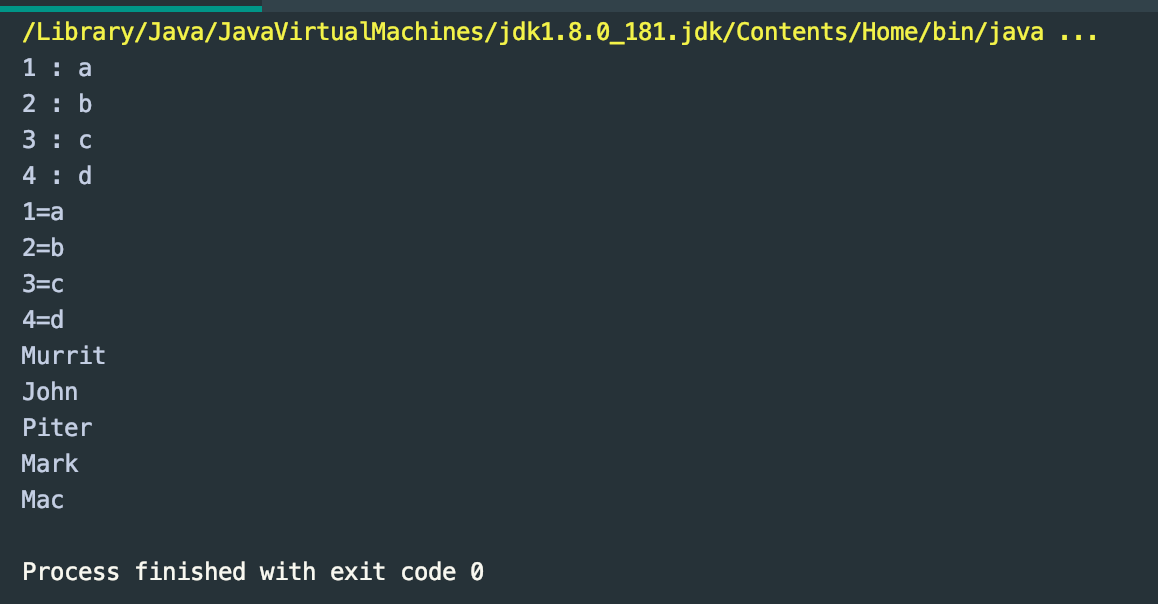 /Library/Java/JavaVirtualMachines/jdk1.8.0_181.jdk/Contents/Home/bin/java ...
1 : a
2 : b
3 : c
4 : d
1=a
2=b
3=c
4=d
Murrit
John
Piter
Mark
Mac
Process finished with exit code 0